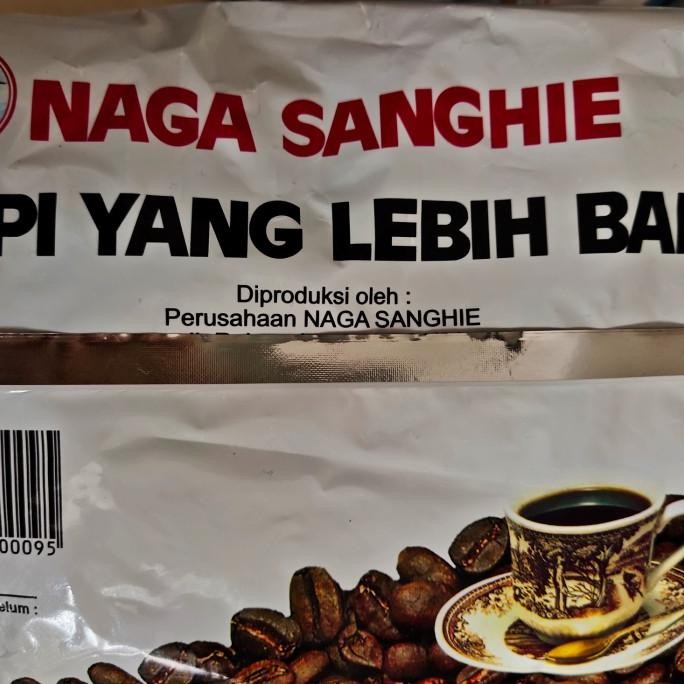 NAGA SANGHIE
PI YANG LEBIH BA
Diproduksi oleh :
Perusahaan NAGA SANGHIE
00095
elum :